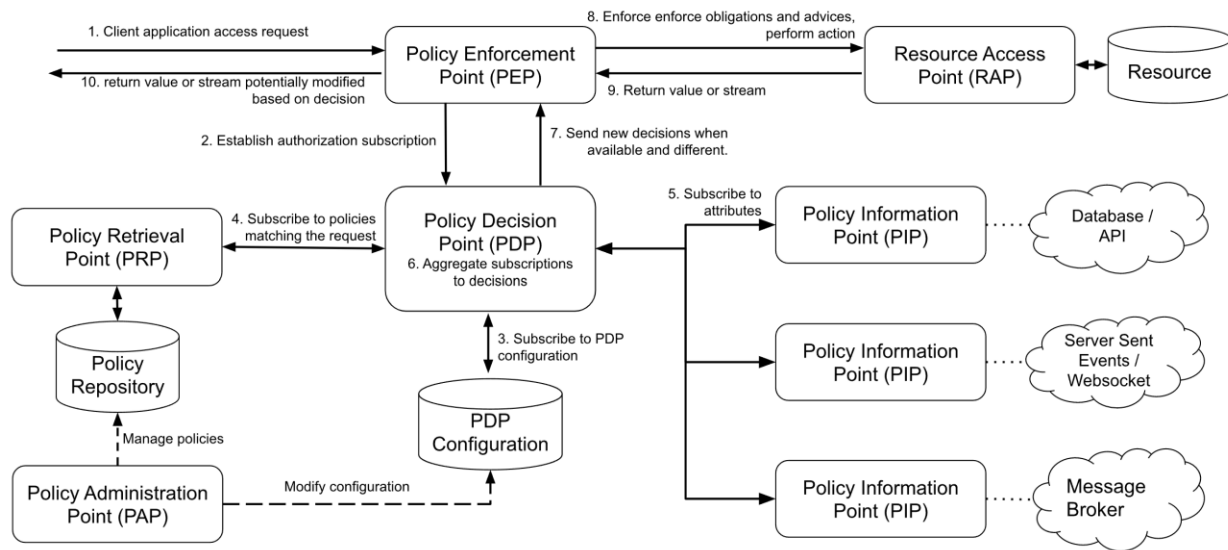 1. Client application access request
10. return value or stream potentially modified
based on decision
Policy Enforcement
Point (PEP)
8. Enforce enforce obligations and advices,
perform action
9. Return value or stream
Resource Access
Point (RAP)
Resource
2. Establish authorization subscription
7. Send new decisions when
available and different.
Policy Retrieval
Point (PRP)
4. Subscribe to policies
matching the request
Policy Decision
Point (PDP)
6. Aggregate subscriptions
to decisions
5. Subscribe to
attributes
Policy Information
Point (PIP)
Database /
API
Policy
Repository
3. Subscribe to PDP
configuration
Policy Information
Point (PIP)
Server Sent
Events /
Websocket
PDP
Configuration
Manage policies
Policy Administration
Point (PAP)
Modify configuration
Policy Information
Point (PIP)
Message
Broker